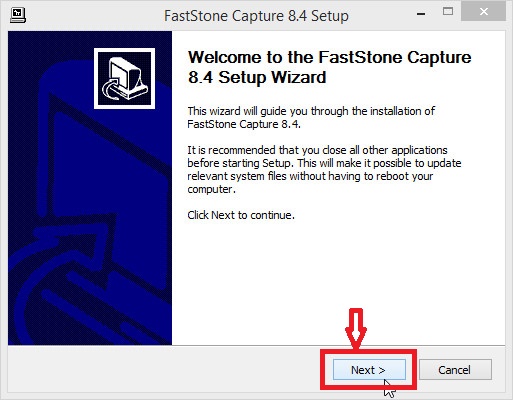 FastStone Capture 8.4 Setup
Welcome to the FastStone Capture
8.4 Setup Wizard
This wizard will guide you through the installation of
FastStone Capture 8.4.
It is recommended that you close all other applications
before starting Setup. This will make it possible to update
relevant system files without having to reboot your
computer.
Click Next to continue.
Next >
Cancel